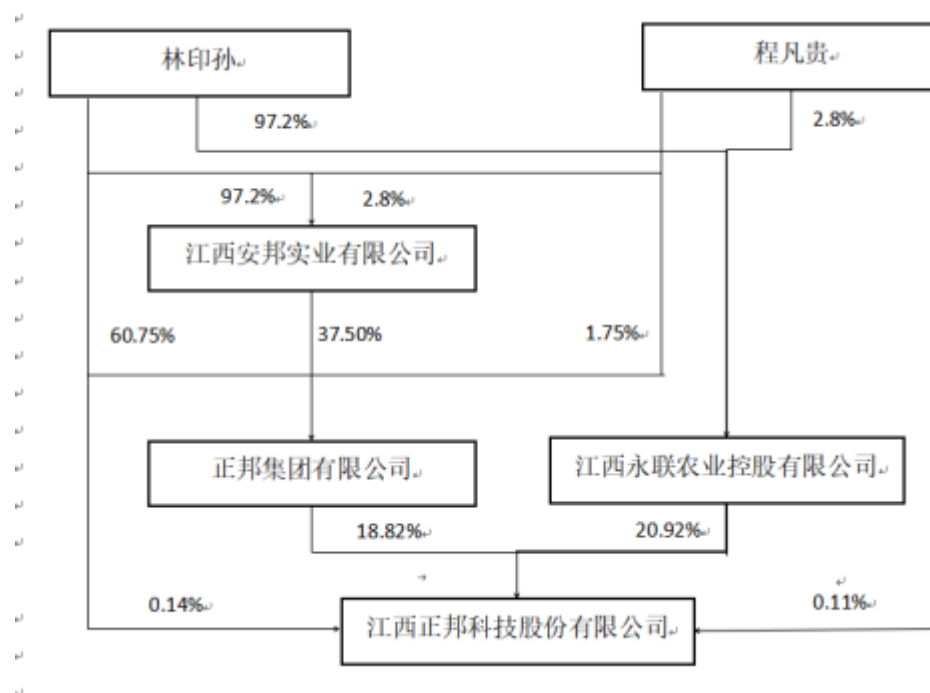 林印孙
程凡贵
97.2%
2.8%
97.2%
2.8%
江西安邦实业有限公司
60.75%
37.50%
1.75%
正邦集团有限公司
江西永联农业控股有限公司
18.82%
20.92%
0.14%
0.11%
江西正邦科技股份有限公司